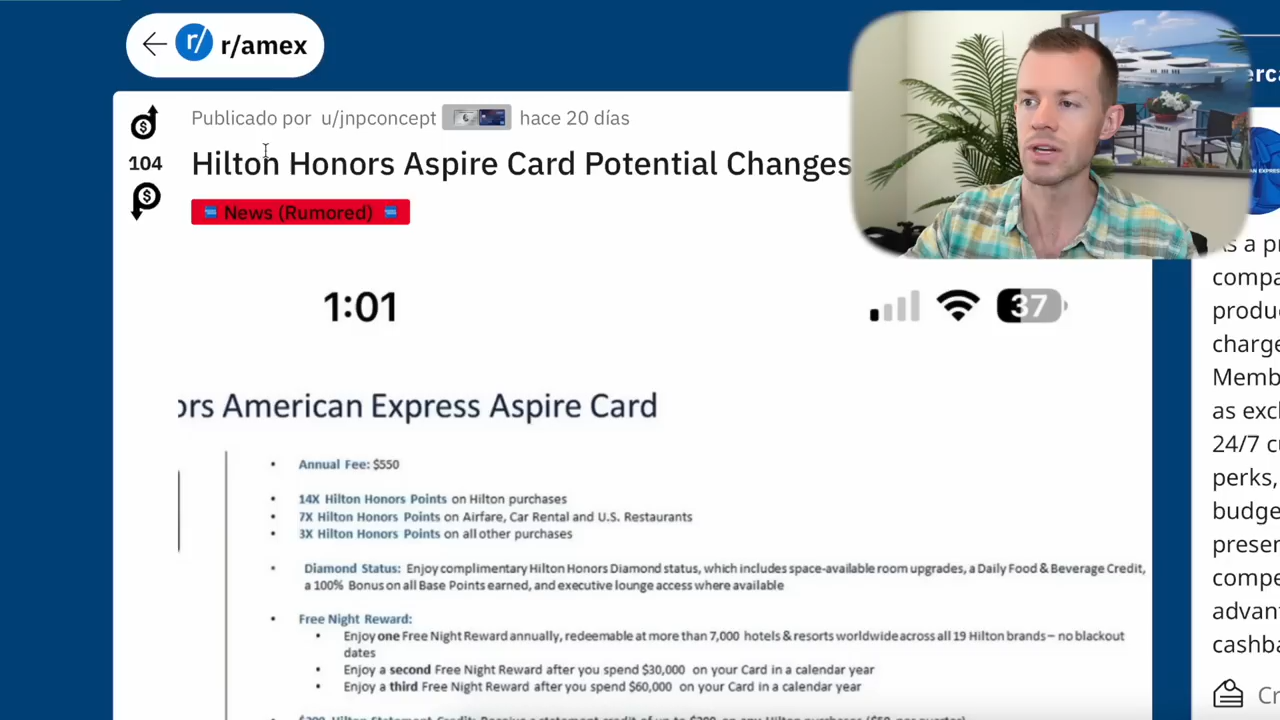 r/ r/amex
Publicado por u/jnpconcept hace 20 días
104
Hilton Honors Aspire Card Potential Changes
News (Rumored)
1:01
37
ors American Express Aspire Card
• Annual Fee: $550
• 14X Hilton Honors Points on Hilton purchases
• 7X Hilton Honors Points on Airfare, Car Rental and U.S. Restaurants
• 3X Hilton Honors Points on all other purchases
• Diamond Status: Enjoy complimentary Hilton Honors Diamond status, which includes space-available room upgrades, a Daily Food & Beverage Credit,
a 100% Bonus on all Base Points earned, and executive lounge access where available
• Free Night Reward:
• Enjoy one Free Night Reward annually, redeemable at more than 7,000 hotels & resorts worldwide across all 19 Hilton brands – no blackout
dates
• Enjoy a second Free Night Reward after you spend $30,000 on your Card in a calendar year
• Enjoy a third Free Night Reward after you spend $60,000 on your Card in a calendar year
As a pr
compa
produ
charge
Memb
as excl
24/7 cu
perks,
budge
presen
compe
advant
cashba
Cr